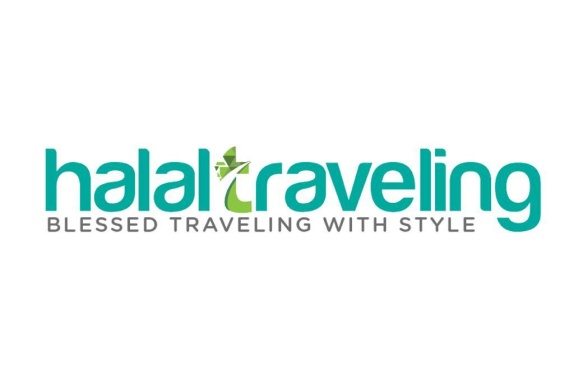 halaltraveling
BLESSED TRAVELING WITH STYLE